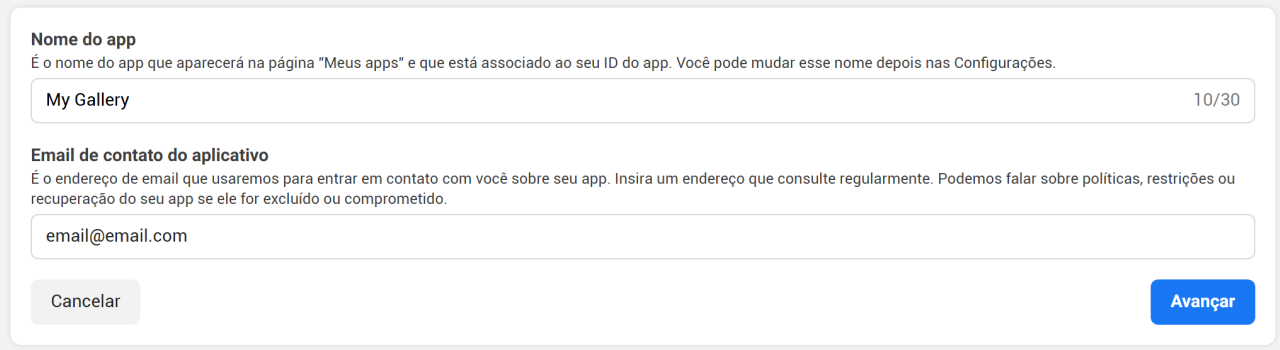 Nome do app
É o nome do app que aparecerá na página "Meus apps" e que está associado ao seu ID do app. Você pode mudar esse nome depois nas Configurações.
My Gallery 10/30
Email de contato do aplicativo
É o endereço de email que usaremos para entrar em contato com você sobre seu app. Insira um endereço que consulte regularmente. Podemos falar sobre políticas, restrições ou
recuperação do seu app se ele for excluído ou comprometido.
email@email.com
Cancelar Avançar